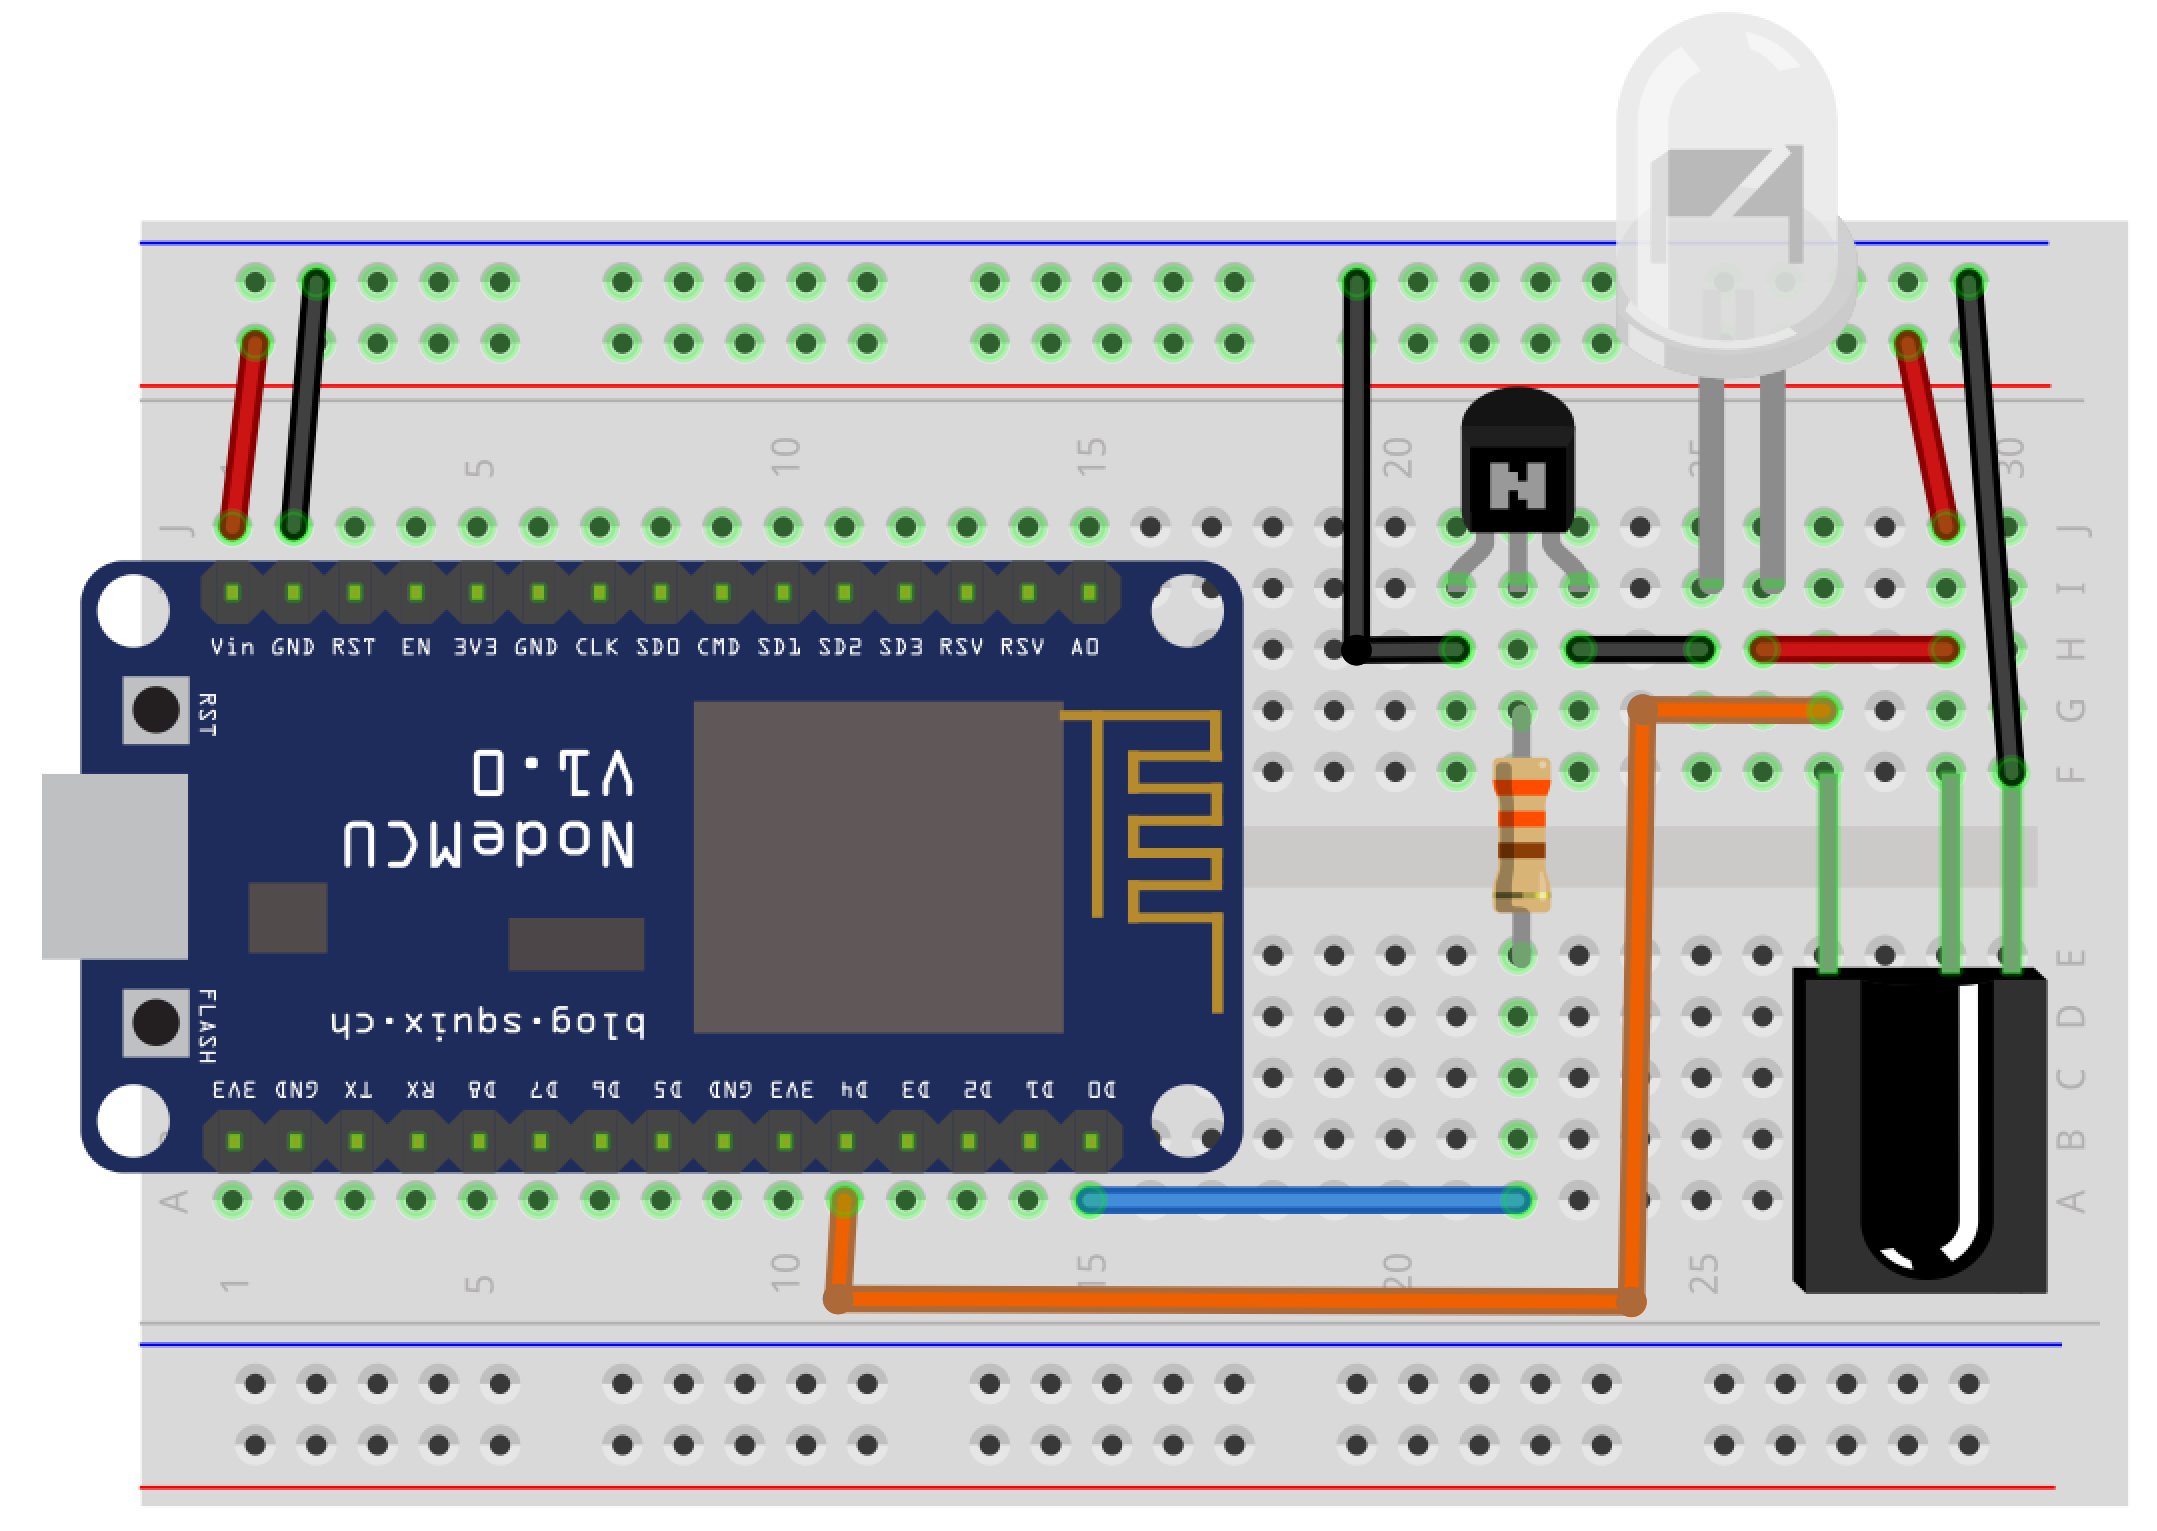 1 5 10 15 20 25 30
J J
Vin GND RST EN 3V3 GND CLK SD0 CMD SD1 SD2 SD3 RSV RSV A0
I
H
RST
G
V1.0
F
NodeMCU
E
blog.squix.ch
FLASH
D
3V3 GND TX RX D8 D7 D6 D5 GND 3V3 D4 D3 D2 D1 D0
C
B
A A
1 5 10 15 20 25